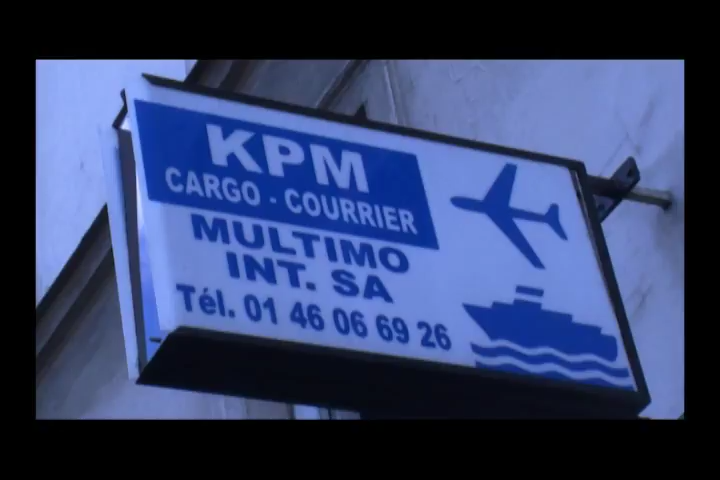 KPM
CARGO - COURRIER
MULTIMO
INT. SA
Tél. 01 46 06 69 26